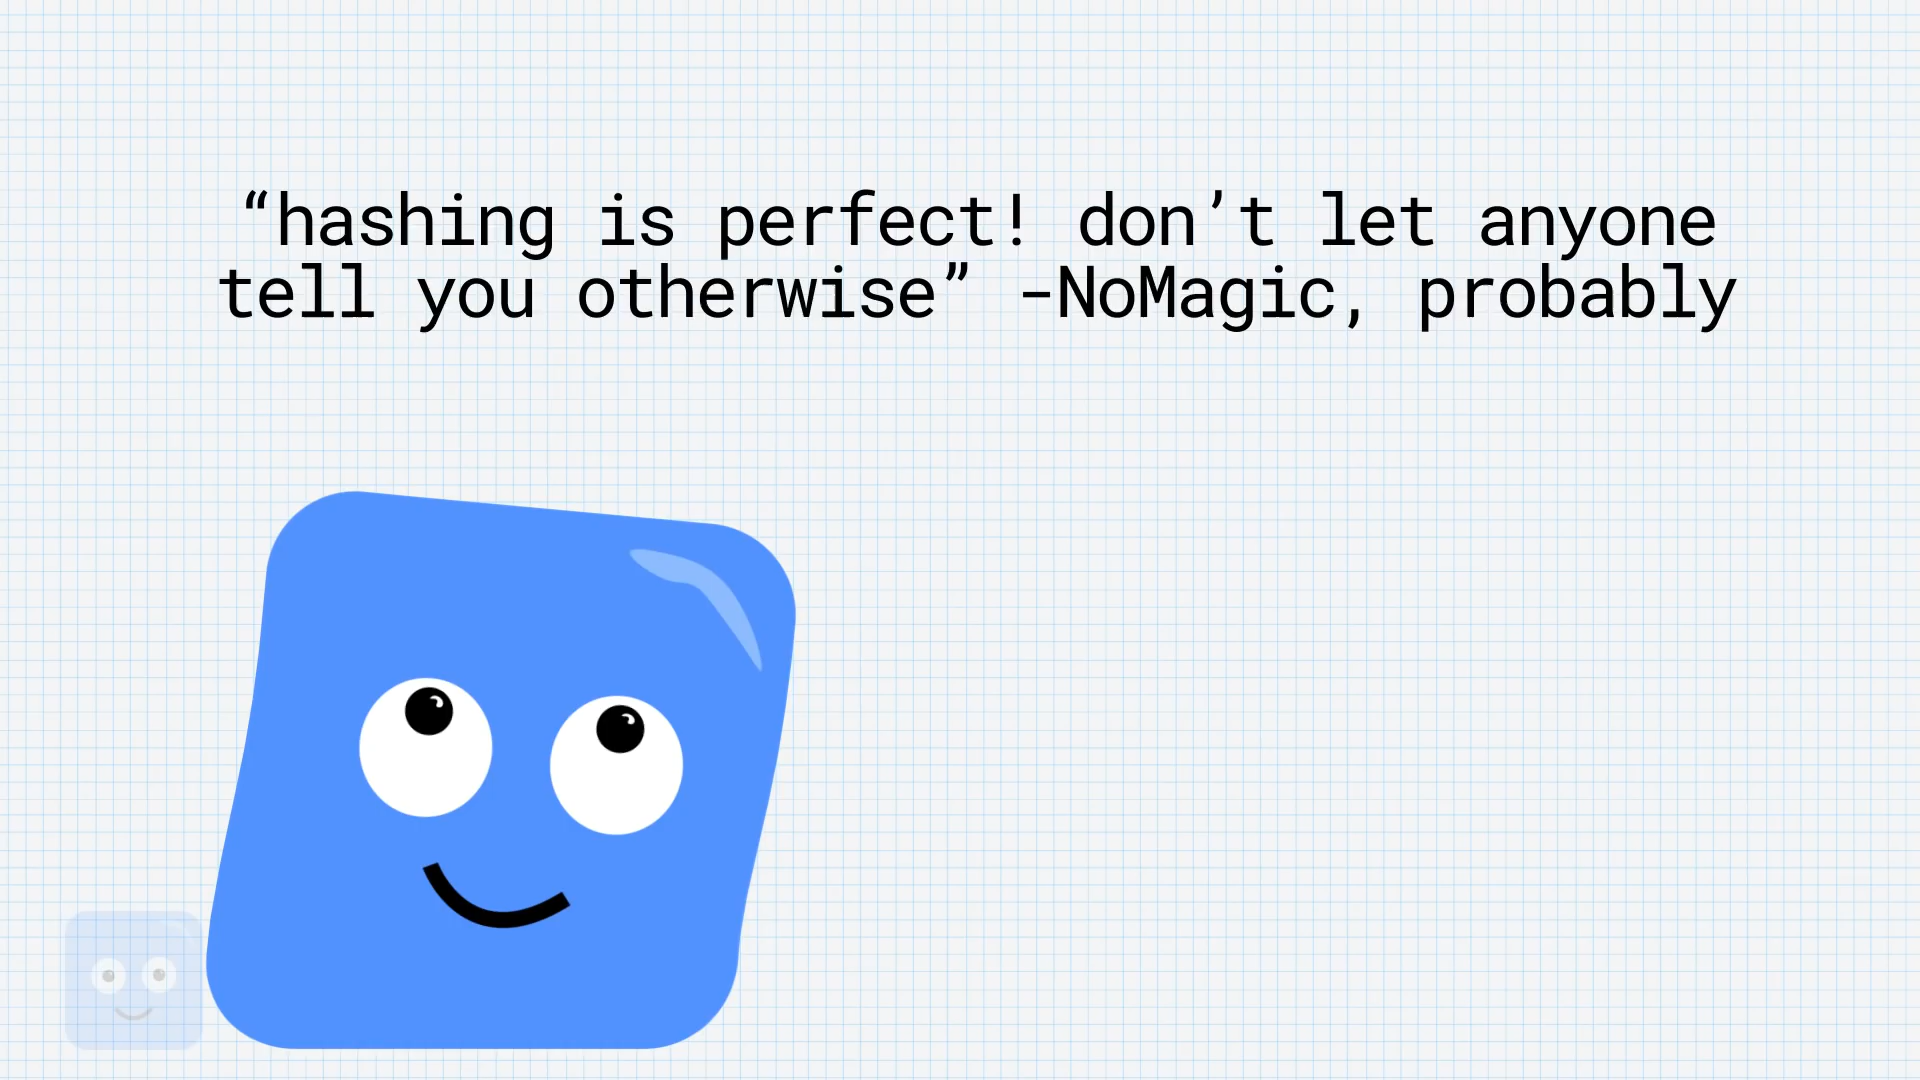 “hashing is perfect! don’t let anyone
tell you otherwise” -NoMagic, probably